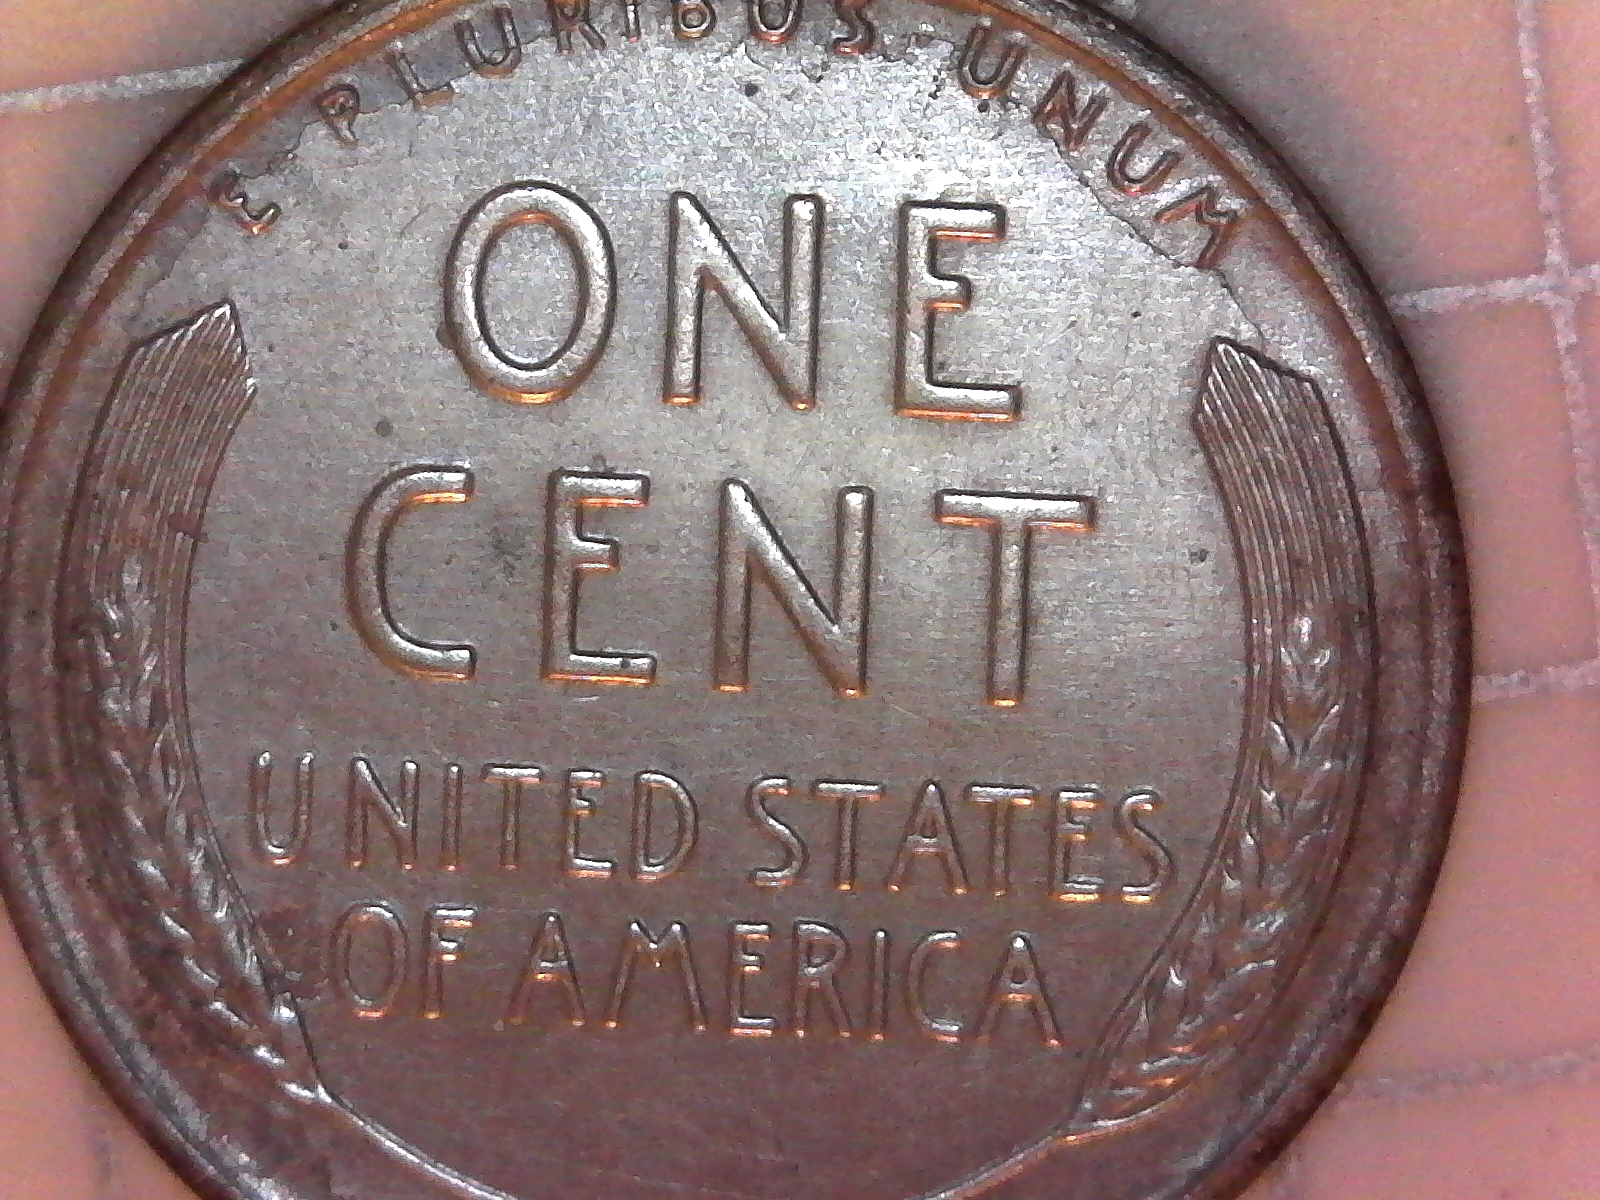 E PLURIBUS UNUM
ONE
CENT
UNITED STATES
OF AMERICA